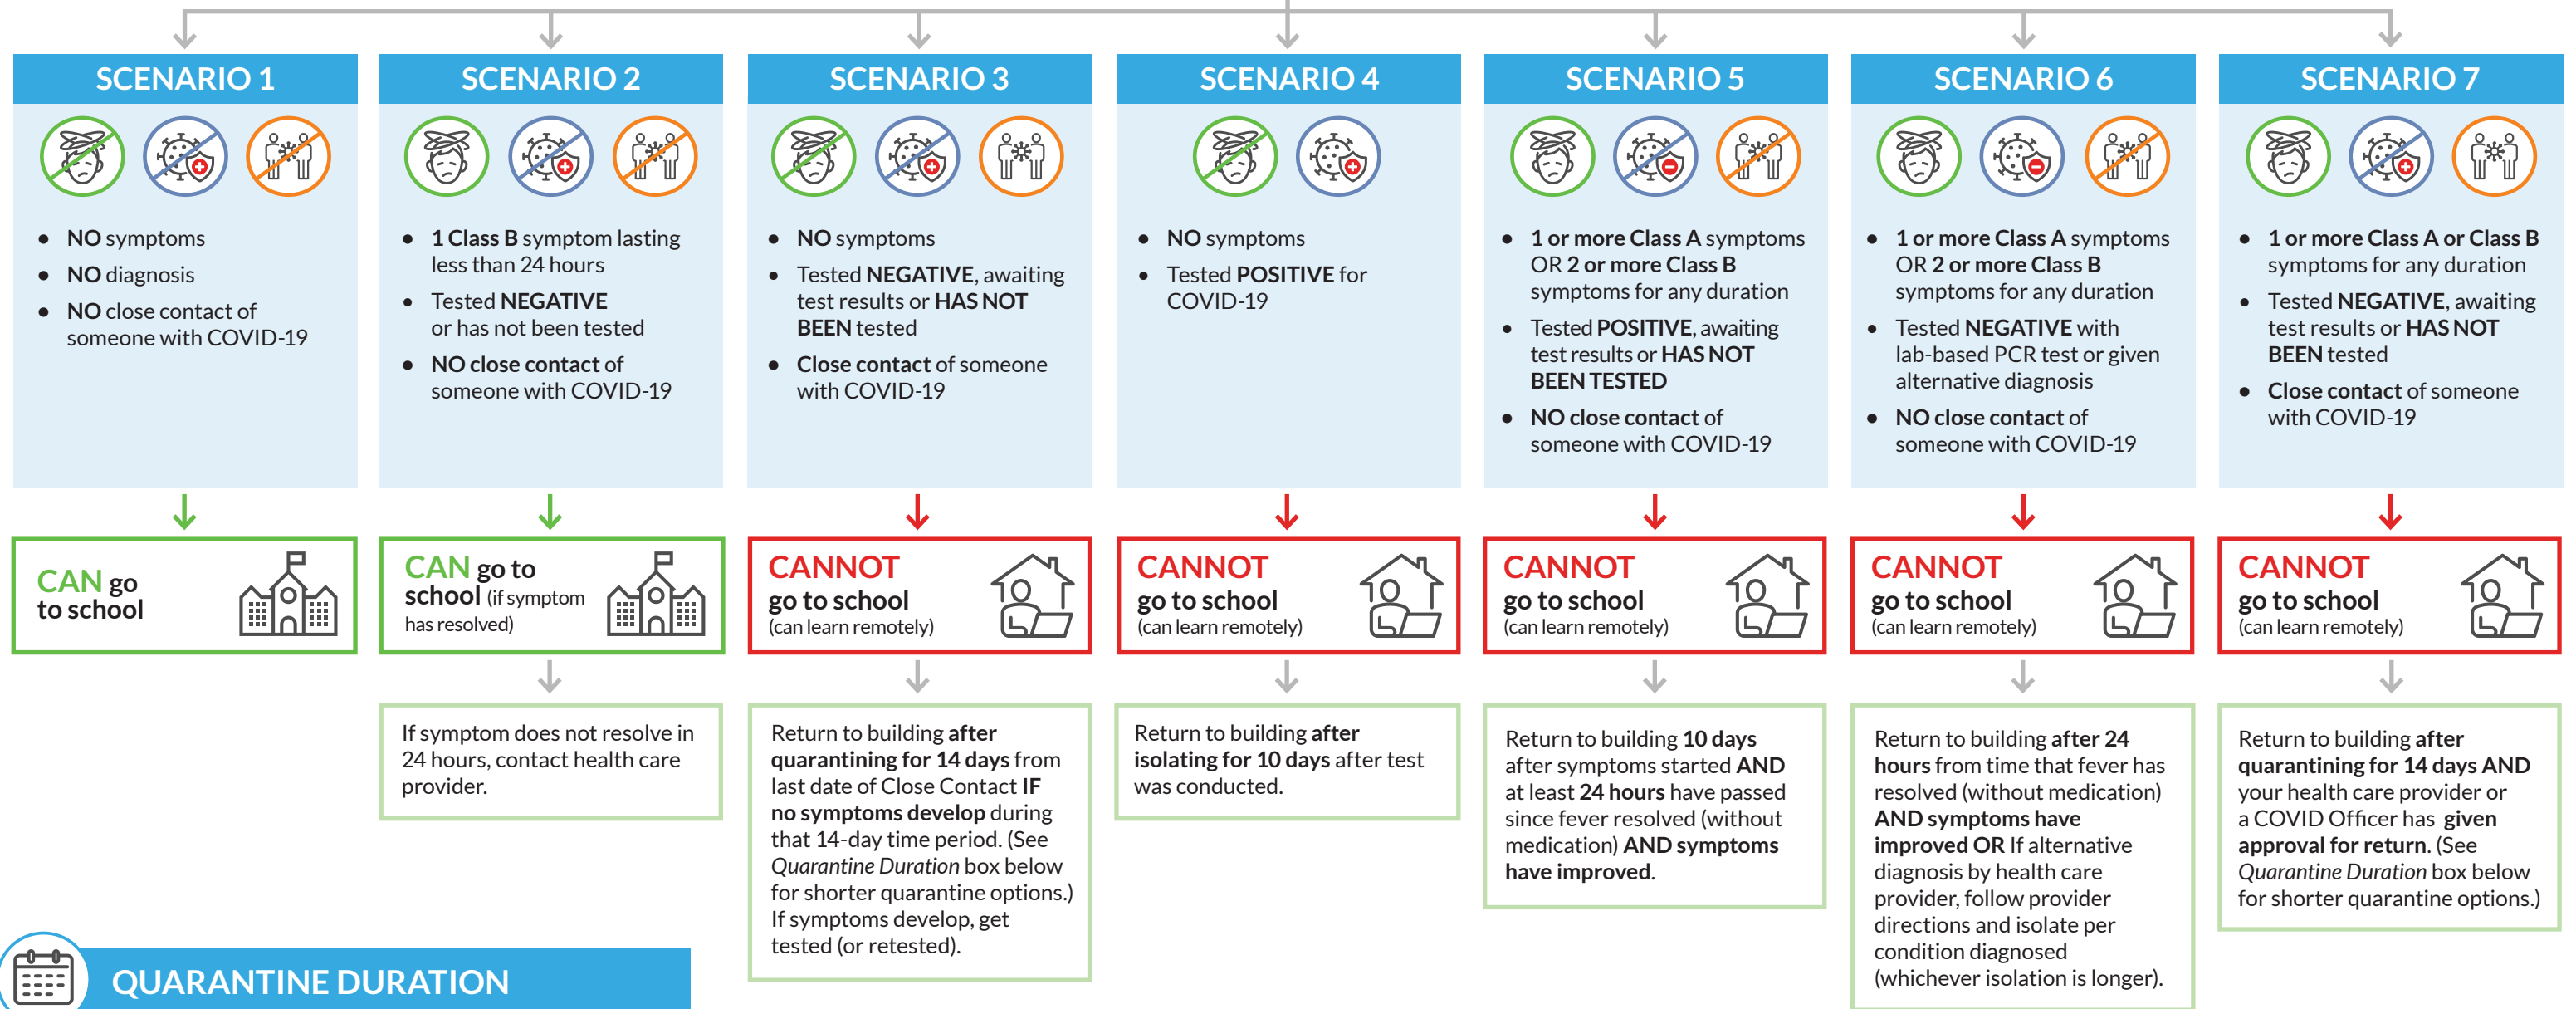 SCENARIO 1
NO symptoms
NO diagnosis
NO close contact of
someone with COVID-19
CAN go
to school
SCENARIO 2
1 Class B symptom lasting
less than 24 hours
Tested NEGATIVE
or has not been tested
NO close contact of
someone with COVID-19
CAN go to
school (if symptom
has resolved)
If symptom does not resolve in
24 hours, contact health care
provider.
SCENARIO 3
NO symptoms
Tested NEGATIVE, awaiting
test results or HAS NOT
BEEN tested
Close contact of someone
with COVID-19
CANNOT
go to school
(can learn remotely)
Return to building after
quarantining for 14 days from
last date of Close Contact IF
no symptoms develop during
that 14-day time period. (See
Quarantine Duration box below
for shorter quarantine options.)
If symptoms develop, get
tested (or retested).
SCENARIO 4
NO symptoms
Tested POSITIVE for
COVID-19
CANNOT
go to school
(can learn remotely)
Return to building after
isolating for 10 days after test
was conducted.
SCENARIO 5
1 or more Class A symptoms
OR 2 or more Class B
symptoms for any duration
Tested POSITIVE, awaiting
test results or HAS NOT
BEEN TESTED
NO close contact of
someone with COVID-19
CANNOT
go to school
(can learn remotely)
Return to building 10 days
after symptoms started AND
at least 24 hours have passed
since fever resolved (without
medication) AND symptoms
have improved.
SCENARIO 6
1 or more Class A symptoms
OR 2 or more Class B
symptoms for any duration
Tested NEGATIVE with
lab-based PCR test or given
alternative diagnosis
NO close contact of
someone with COVID-19
CANNOT
go to school
(can learn remotely)
Return to building after 24
hours from time that fever has
resolved (without medication)
AND symptoms have
improved OR If alternative
diagnosis by health care
provider, follow provider
directions and isolate per
condition diagnosed
(whichever isolation is longer).
SCENARIO 7
1 or more Class A or Class B
symptoms for any duration
Tested NEGATIVE, awaiting
test results or HAS NOT
BEEN tested
Close contact of someone
with COVID-19
CANNOT
go to school
(can learn remotely)
Return to building after
quarantining for 14 days AND
your health care provider or
a COVID Officer has given
approval for return. (See
Quarantine Duration box below
for shorter quarantine options.)
QUARANTINE DURATION